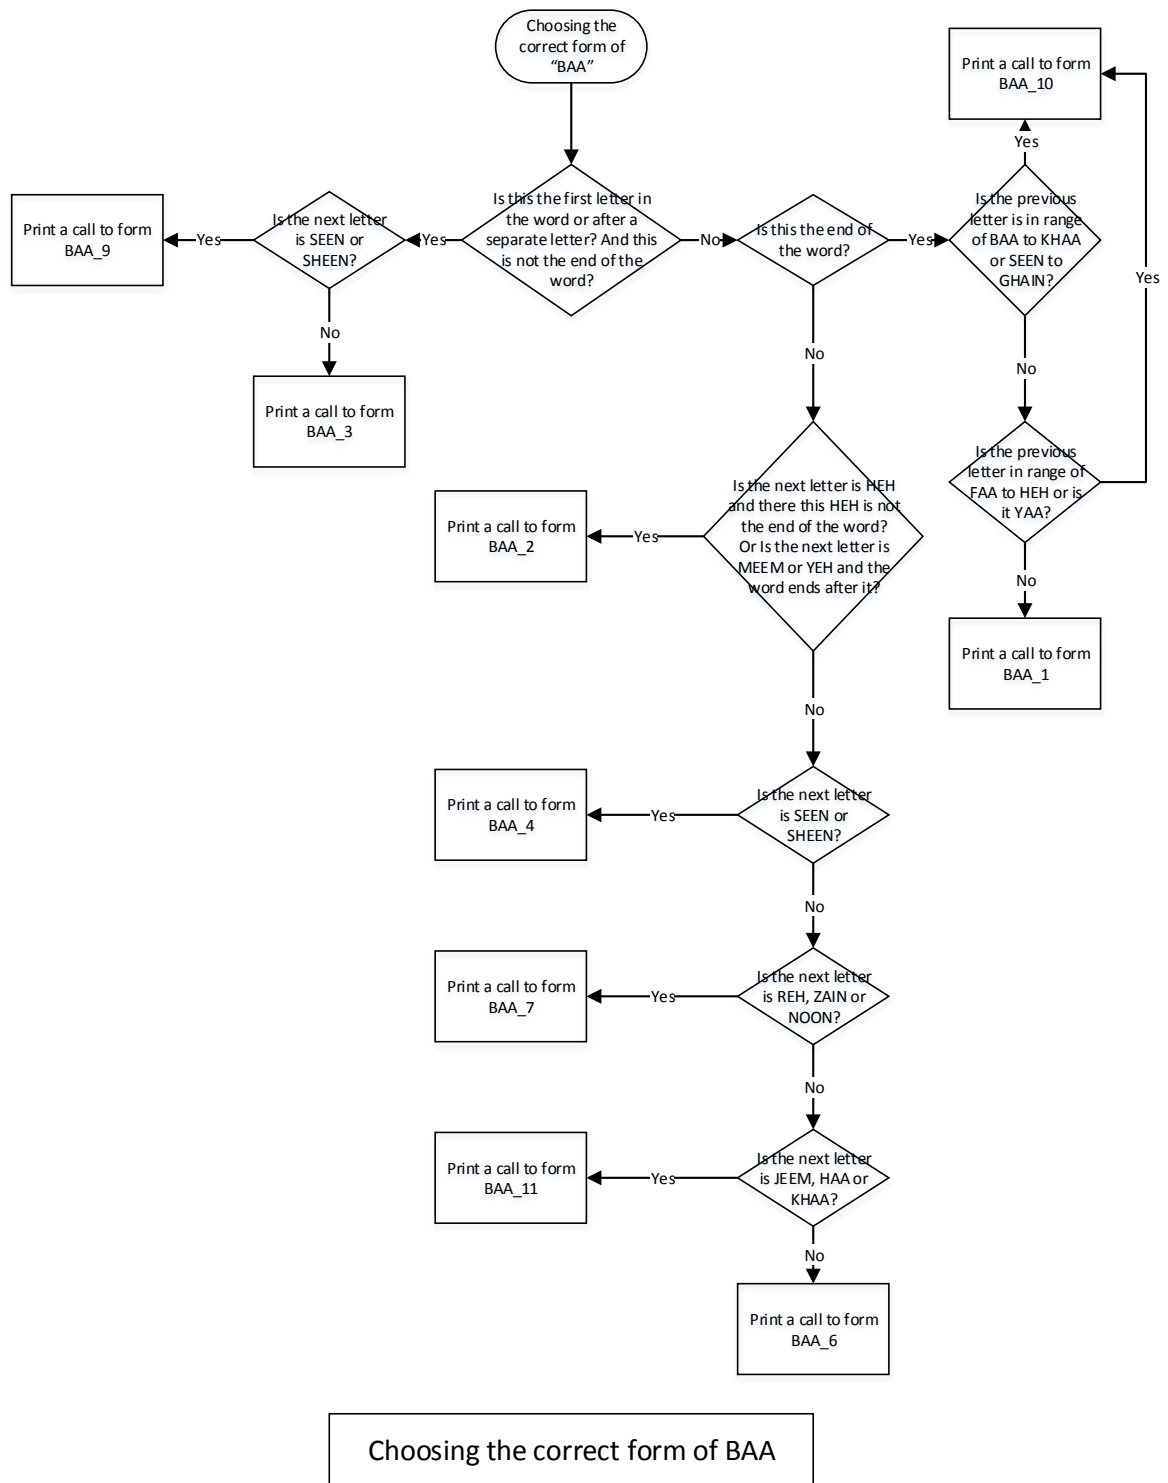 Choosing the
correct form of
“BAA”
Print a call to form
BAA_10
Yes
Is this the first letter in
the word or after a
separate letter? And this
is not the end of the
word?
Is the previous
letter is in range
of BAA to KHAA
or SEEN to
GHAIN?
Print a call to form
BAA_9
Yes
Is the next letter
is SEEN or
SHEEN?
Yes
No
Is this the end of
the word?
Yes
Yes
No
No
No
Print a call to form
BAA_3
Is the previous
letter in range of
FAA to HEH or is
it YAA?
Print a call to form
BAA_2
Yes
Is the next letter is HEH
and there this HEH is not
the end of the word?
Or Is the next letter is
MEEM or YEH and the
word ends after it?
No
Print a call to form
BAA_1
No
Print a call to form
BAA_4
Yes
Is the next letter
is SEEN or
SHEEN?
No
Print a call to form
BAA_7
Yes
Is the next letter
is REH, ZAIN or
NOON?
No
Print a call to form
BAA_11
Yes
Is the next letter
is JEEM, HAA or
KHAA?
No
Print a call to form
BAA_6
Choosing the correct form of BAA